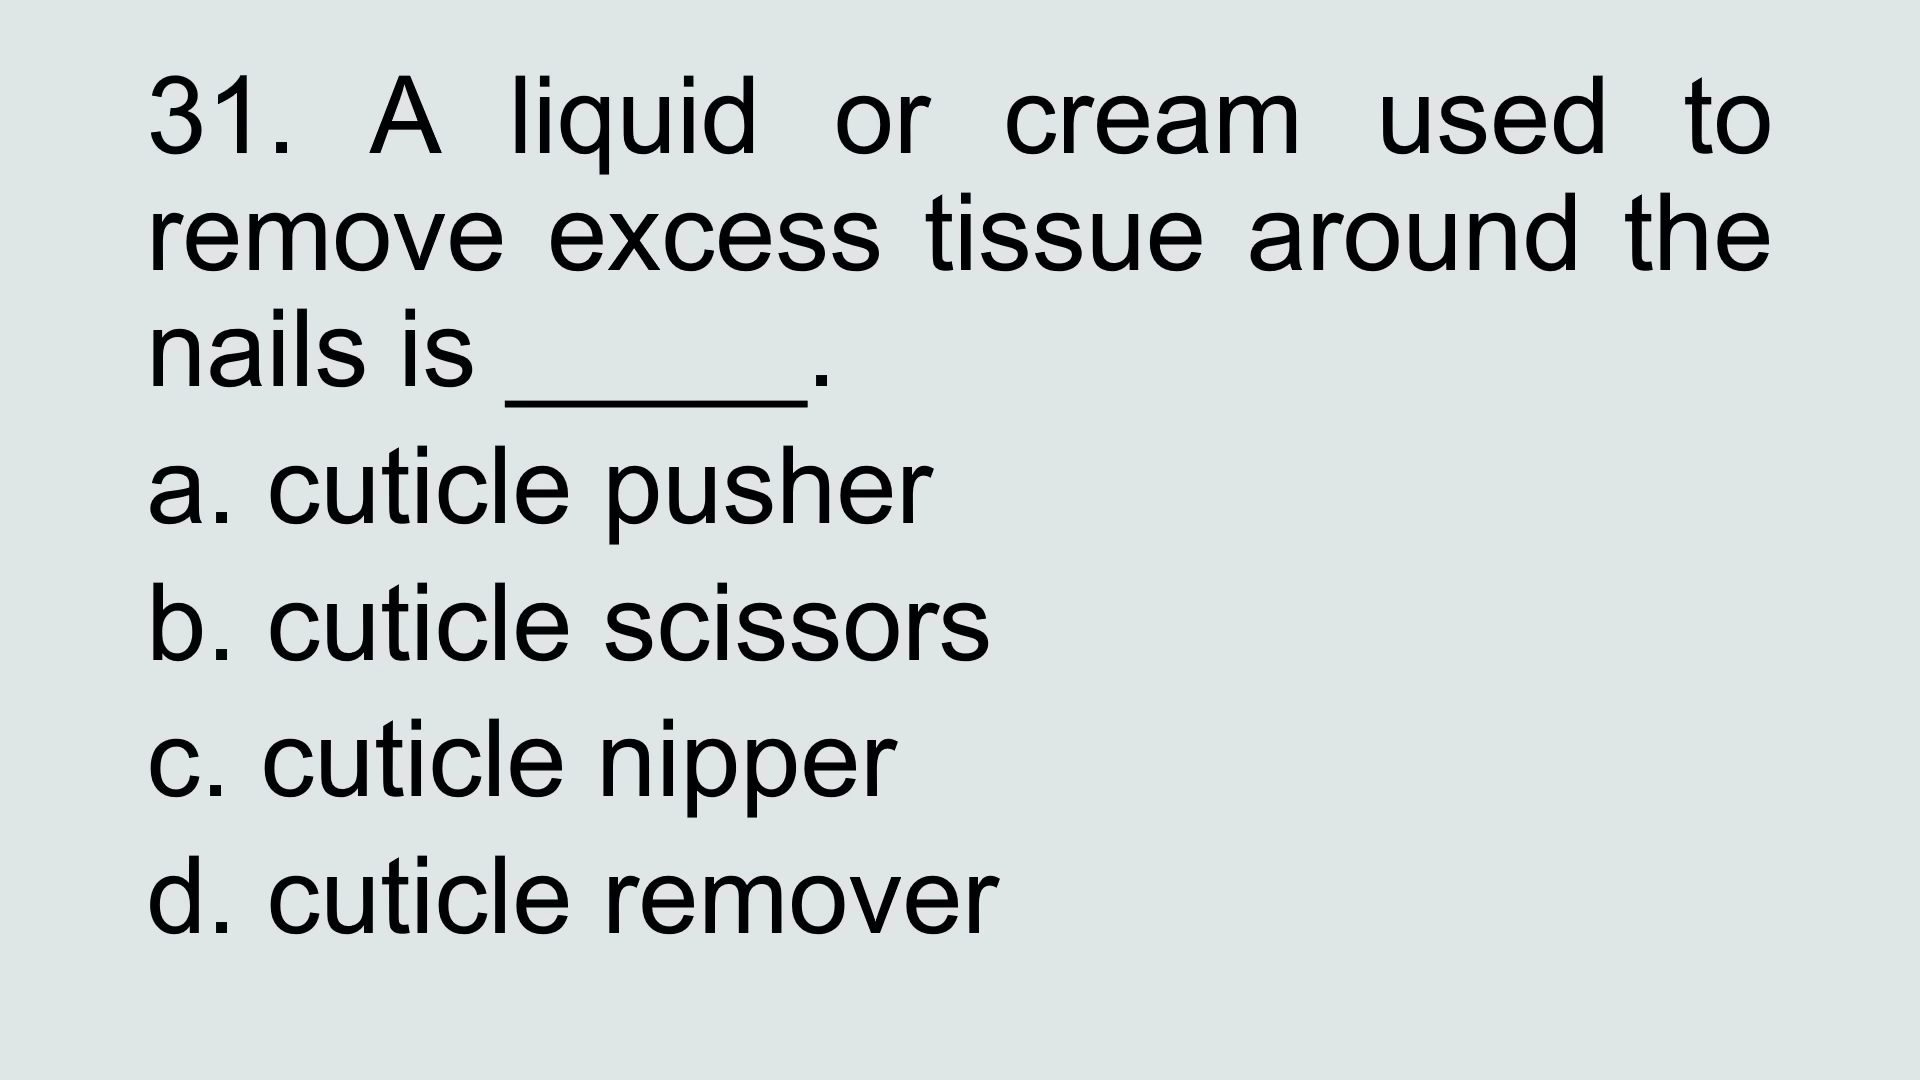 31. A liquid or cream used to
remove excess tissue around the
nails is ______.
a. cuticle pusher
b. cuticle scissors
c. cuticle nipper
d. cuticle remover